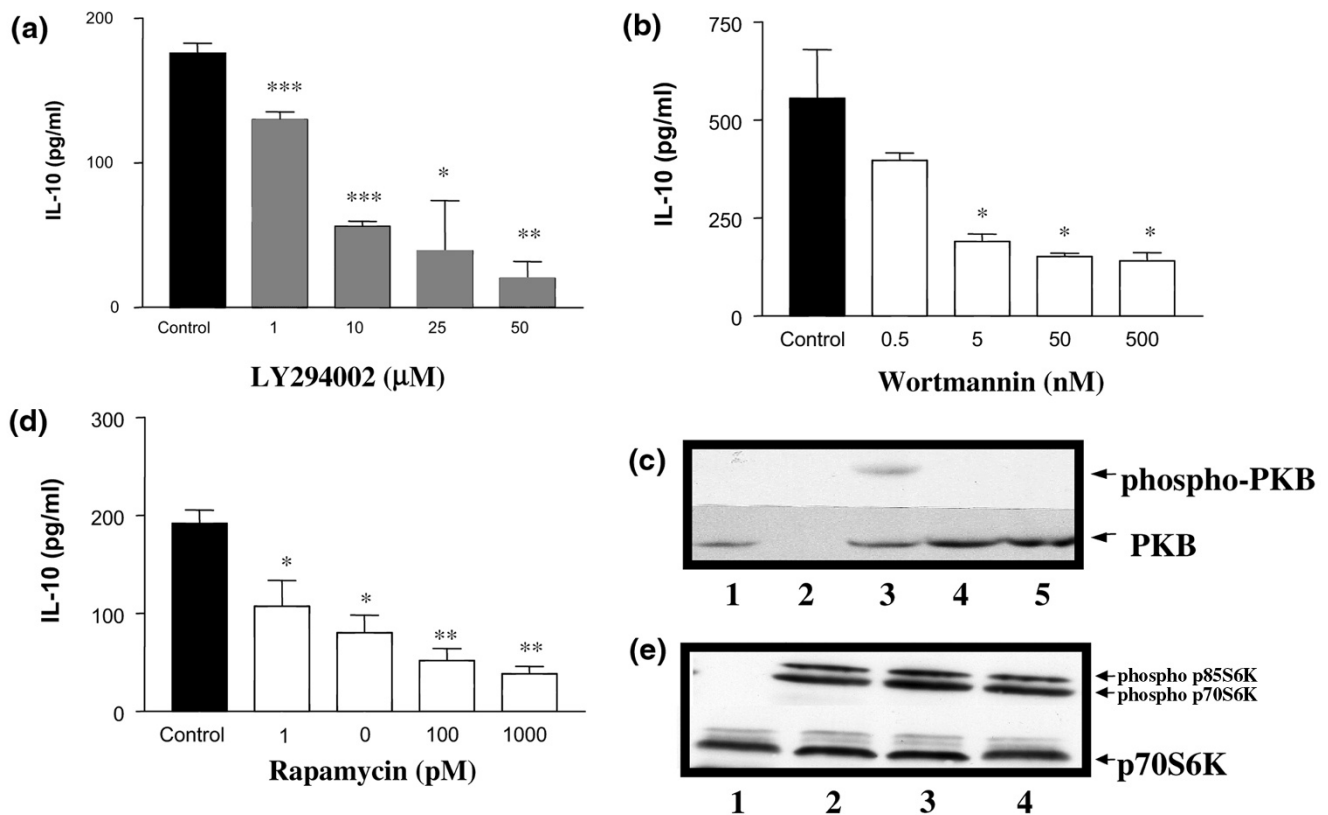 (a)
200
100
0
IL-10 (pg/ml)
***
***
*
**
Control 1 10 25 50
LY294002 (µM)
(b)
750
500
250
0
IL-10 (pg/ml)
*
*
*
Control 0.5 5 50 500
Wortmannin (nM)
(d)
300
200
100
0
IL-10 (pg/ml)
*
*
**
**
Control 1 0 100 1000
Rapamycin (pM)
(c)
phospho-PKB
PKB
1 2 3 4 5
(e)
phospho p85S6K
phospho p70S6K
p70S6K
1 2 3 4